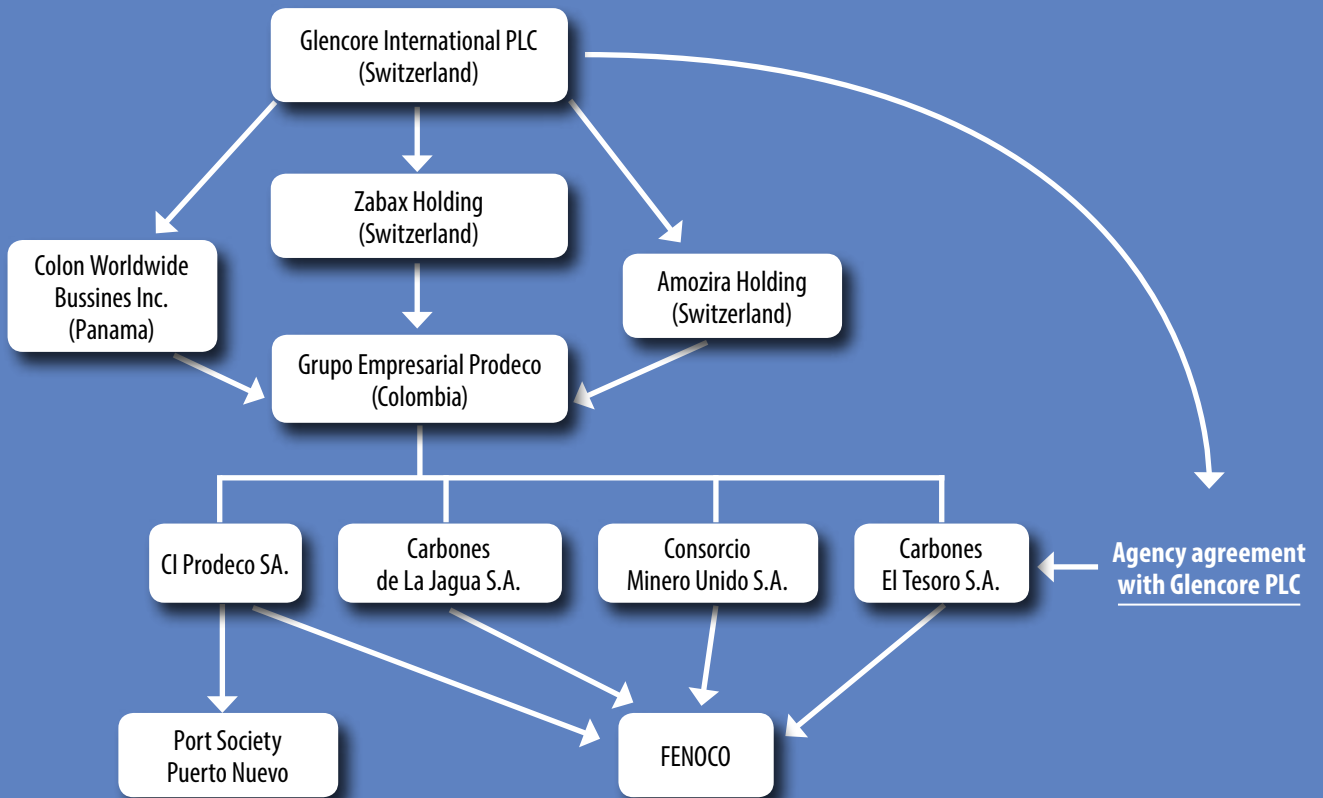 Glencore International PLC
(Switzerland)
Zabax Holding
(Switzerland)
Colon Worldwide
Bussines Inc.
(Panama)
Amozira Holding
(Switzerland)
Grupo Empresarial Prodeco
(Colombia)
CI Prodeco SA.
Carbones
de La Jagua S.A.
Consorcio
Minero Unido S.A.
Carbones
El Tesoro S.A.
Agency agreement
with Glencore PLC
Port Society
Puerto Nuevo
FENOCO